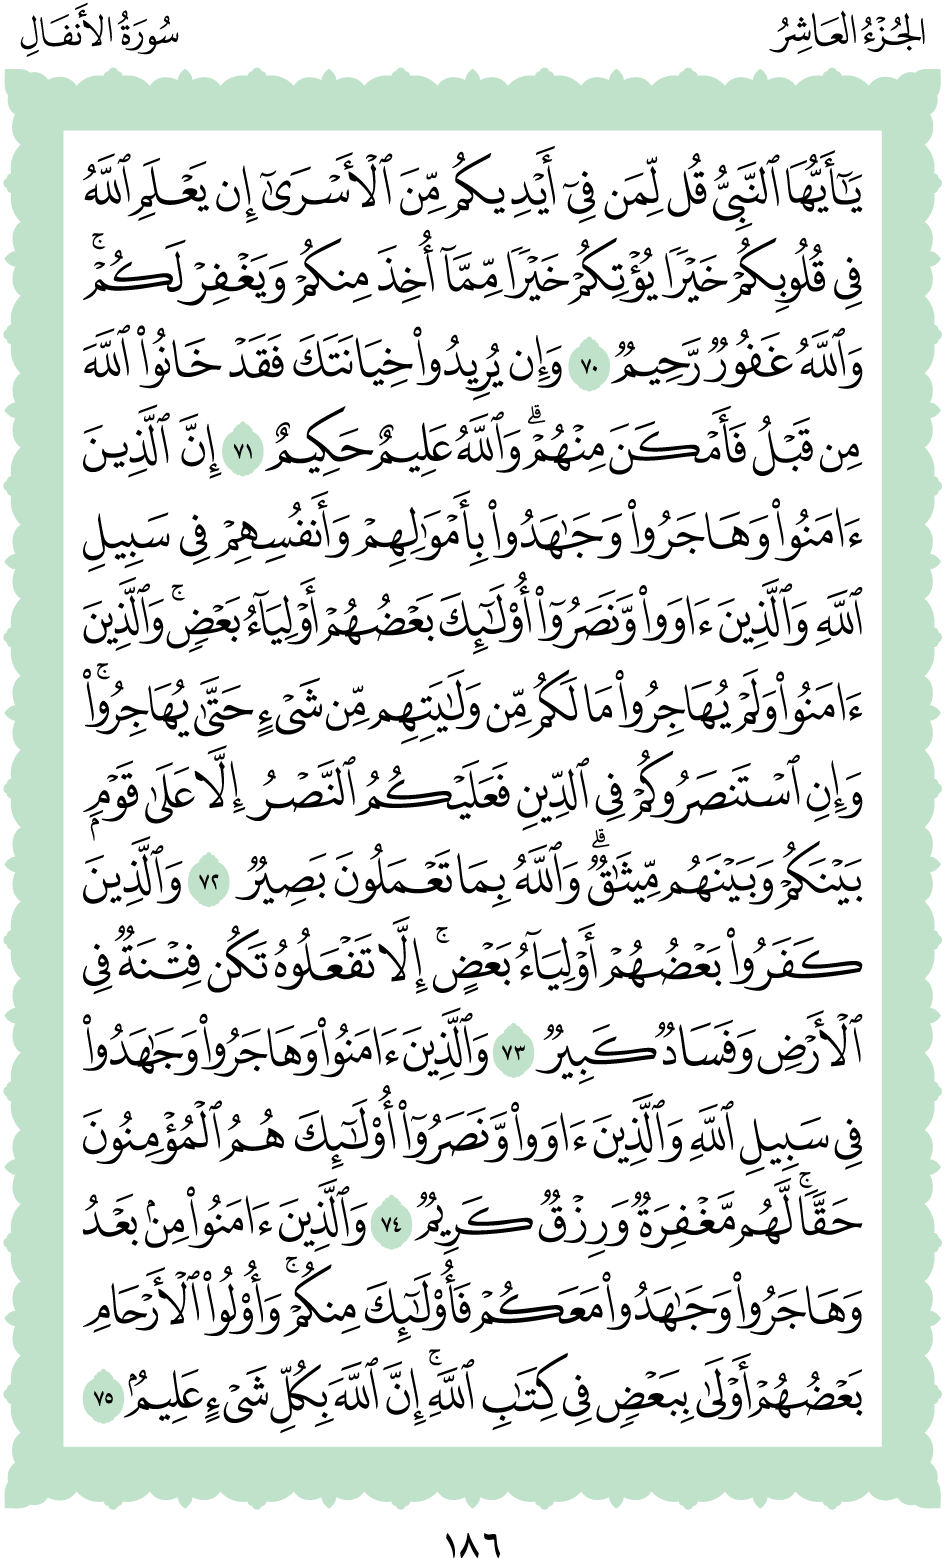 الجُزْءُ العَاشِرُ
سُورَةُ الأَنفَالِ
يَٰٓأَيُّهَا ٱلنَّبِيُّ قُل لِّمَن فِيٓ أَيۡدِيكُم مِّنَ ٱلۡأَسۡرَىٰٓ إِن يَعۡلَمِ ٱللَّهُ
فِي قُلُوبِكُمۡ خَيۡرٗا يُؤۡتِكُمۡ خَيۡرٗا مِّمَّآ أُخِذَ مِنكُمۡ وَيَغۡفِرۡ لَكُمۡۚ
وَٱللَّهُ غَفُورٞ رَّحِيمٞ ٧٠ وَإِن يُرِيدُواْ خِيَانَتَكَ فَقَدۡ خَانُواْ ٱللَّهَ
مِن قَبۡلُ فَأَمۡكَنَ مِنۡهُمۡۗ وَٱللَّهُ عَلِيمٌ حَكِيمٌ ٧١ إِنَّ ٱلَّذِينَ
ءَامَنُواْ وَهَاجَرُواْ وَجَٰهَدُواْ بِأَمۡوَٰلِهِمۡ وَأَنفُسِهِمۡ فِي سَبِيلِ
ٱللَّهِ وَٱلَّذِينَ ءَاوَواْ وَّنَصَرُوٓاْ أُوْلَٰٓئِكَ بَعۡضُهُمۡ أَوۡلِيَآءُ بَعۡضٖۚ وَٱلَّذِينَ
ءَامَنُواْ وَلَمۡ يُهَاجِرُواْ مَا لَكُم مِّن وَلَٰيَتِهِم مِّن شَيۡءٍ حَتَّىٰ يُهَاجِرُواْۚ
وَإِنِ ٱسۡتَنصَرُوكُمۡ فِي ٱلدِّينِ فَعَلَيۡكُمُ ٱلنَّصۡرُ إِلَّا عَلَىٰ قَوۡمِۭ
بَيۡنَكُمۡ وَبَيۡنَهُم مِّيثَٰقٞۗ وَٱللَّهُ بِمَا تَعۡمَلُونَ بَصِيرٞ ٧٢ وَٱلَّذِينَ
كَفَرُواْ بَعۡضُهُمۡ أَوۡلِيَآءُ بَعۡضٍۚ إِلَّا تَفۡعَلُوهُ تَكُن فِتۡنَةٞ فِي
ٱلۡأَرۡضِ وَفَسَادٞ كَبِيرٞ ٧٣ وَٱلَّذِينَ ءَامَنُواْ وَهَاجَرُواْ وَجَٰهَدُواْ
فِي سَبِيلِ ٱللَّهِ وَٱلَّذِينَ ءَاوَواْ وَّنَصَرُوٓاْ أُوْلَٰٓئِكَ هُمُ ٱلۡمُؤۡمِنُونَ
حَقّٗاۚ لَّهُم مَّغۡفِرَةٞ وَرِزۡقٞ كَرِيمٞ ٧٤ وَٱلَّذِينَ ءَامَنُواْ مِنۢ بَعۡدُ
وَهَاجَرُواْ وَجَٰهَدُواْ مَعَكُمۡ فَأُوْلَٰٓئِكَ مِنكُمۡۚ وَأُوْلُواْ ٱلۡأَرۡحَامِ
بَعۡضُهُمۡ أَوۡلَىٰ بِبَعۡضٖ فِي كِتَٰبِ ٱللَّهِۚ إِنَّ ٱللَّهَ بِكُلِّ شَيۡءٍ عَلِيمُۢ ٧٥
١٨٦